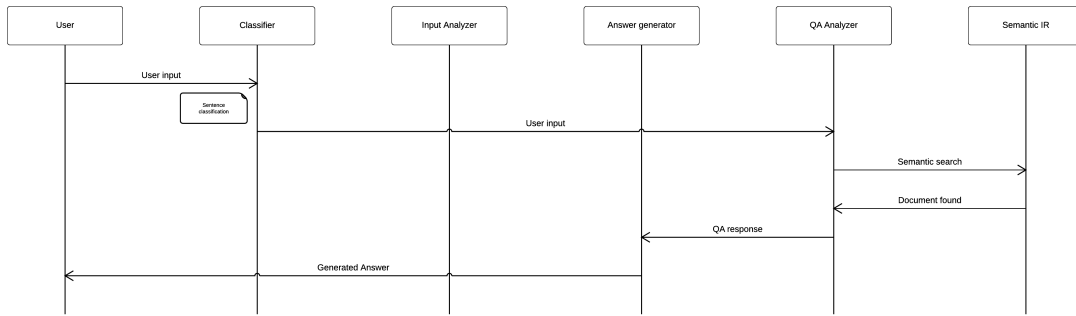 User
Classifier
Input Analyzer
Answer generator
QA Analyzer
Semantic IR
User input
Sentence
classification
User input
Semantic search
Document found
QA response
Generated Answer